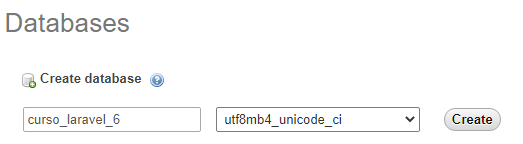 Databases
Create database
curso_laravel_6 utf8mb4_unicode_ci Create